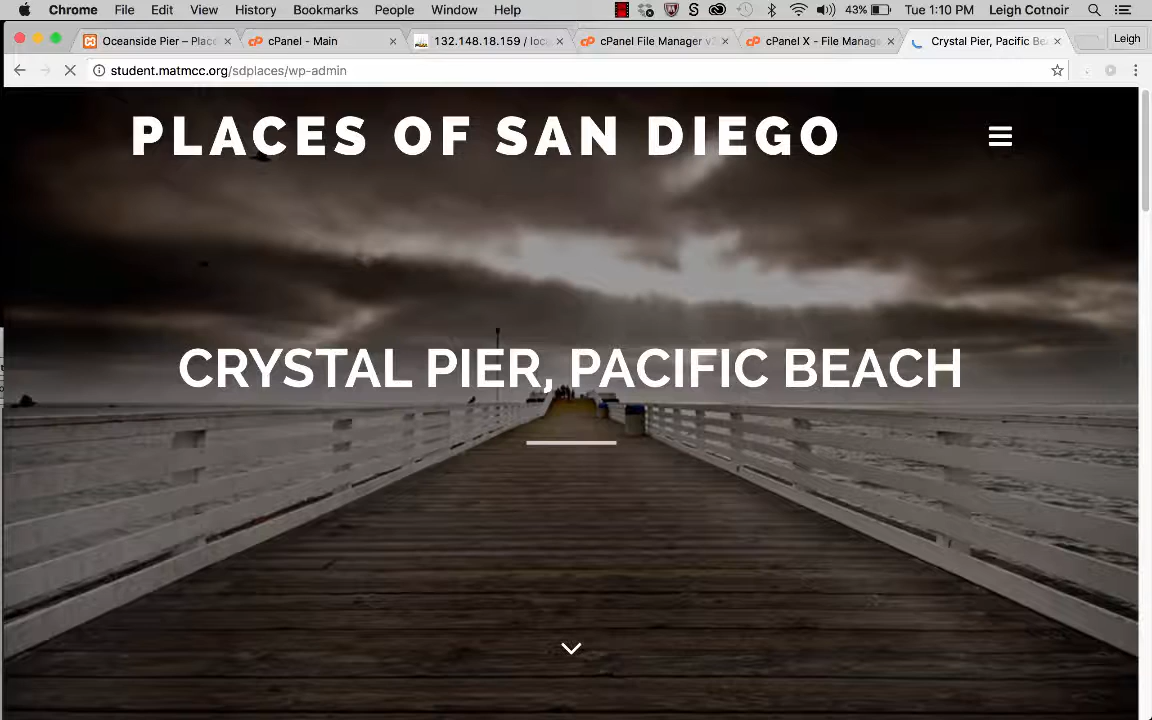 Chrome File Edit View History Bookmarks People Window Help 43% Tue 1:10 PM Leigh Cotnoir
Oceanside Pier – Place cPanel - Main 132.148.18.159 / loca cPanel File Manager v3 cPanel X - File Manage Crystal Pier, Pacific Be Leigh
student.matmcc.org/sdplaces/wp-admin
PLACES OF SAN DIEGO
CRYSTAL PIER, PACIFIC BEACH